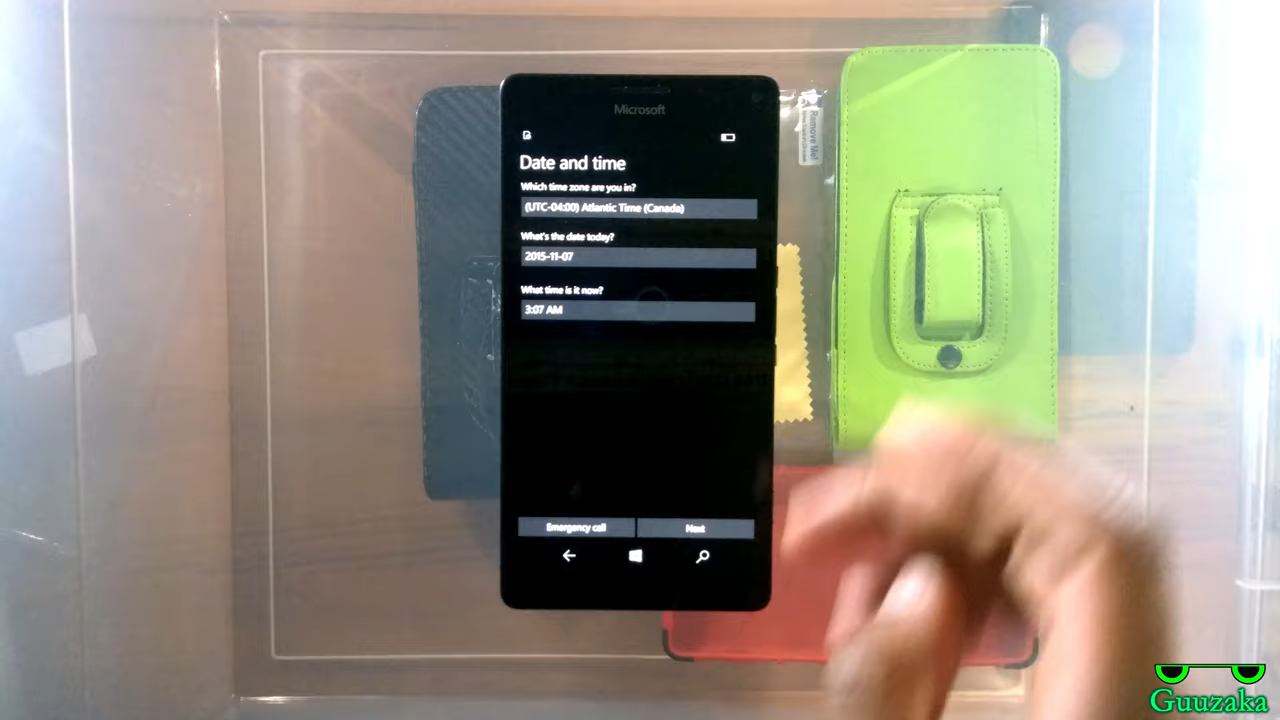 Microsoft
Date and time
Which time zone are you in?
(UTC-04:00) Atlantic Time (Canada)
What's the date today?
2015-11-07
What time is it now?
3:07 AM
Emergency call
Next
Remove Me!
Guuzaka